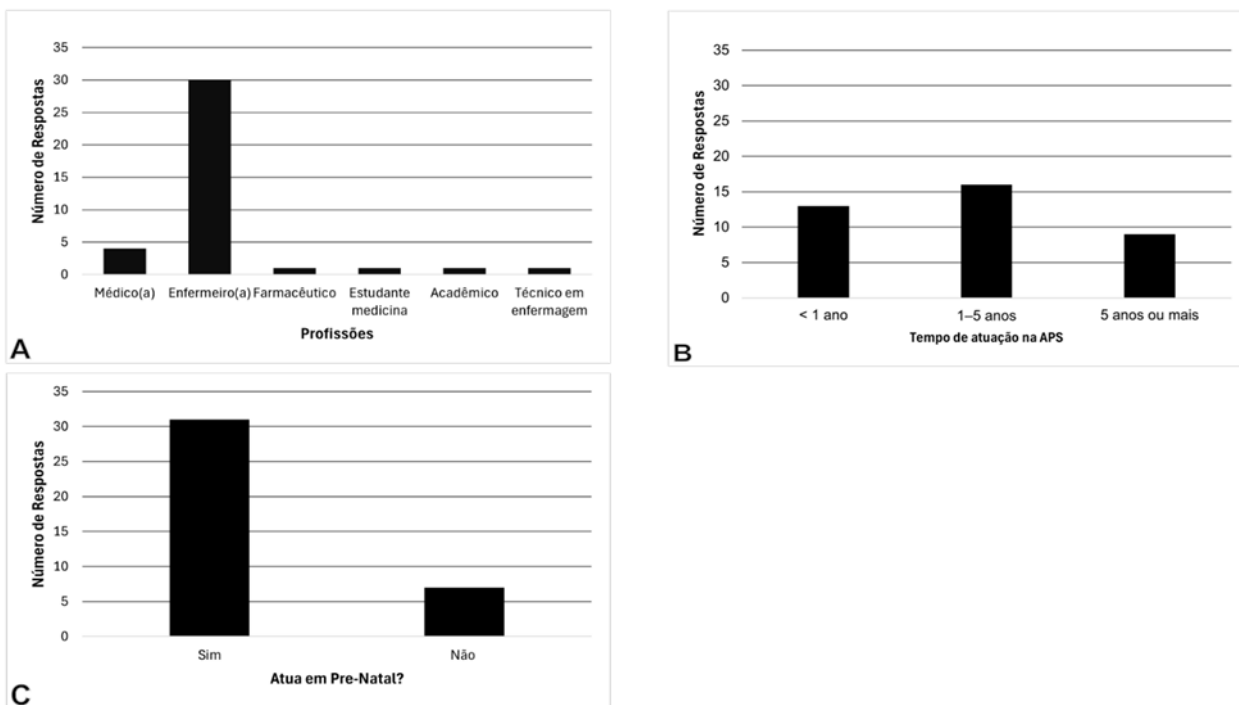 35
30
25
20
15
10
5
0
Número de Respostas
Médico(a)
Enfermeiro(a)
Farmacêutico
Estudante
medicina
Acadêmico
Técnico em
enfermagem
Profissões
A
35
30
25
20
15
10
5
0
Número de Respostas
< 1 ano
1–5 anos
5 anos ou mais
Tempo de atuação na APS
B
35
30
25
20
15
10
5
0
Número de Respostas
Sim
Não
Atua em Pre-Natal?
C